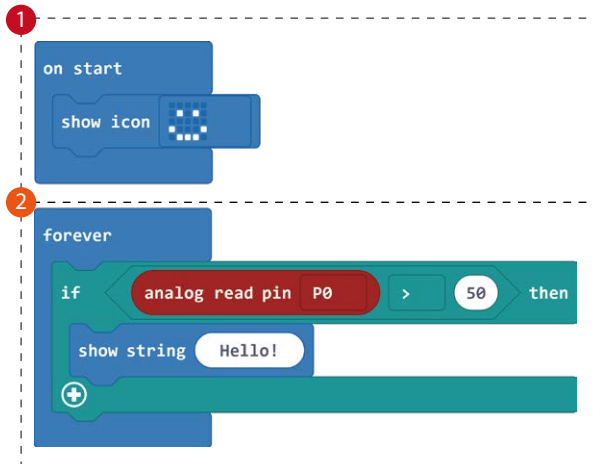 1
on start
show icon
2
forever
if analog read pin P0 > 50 then
show string Hello!